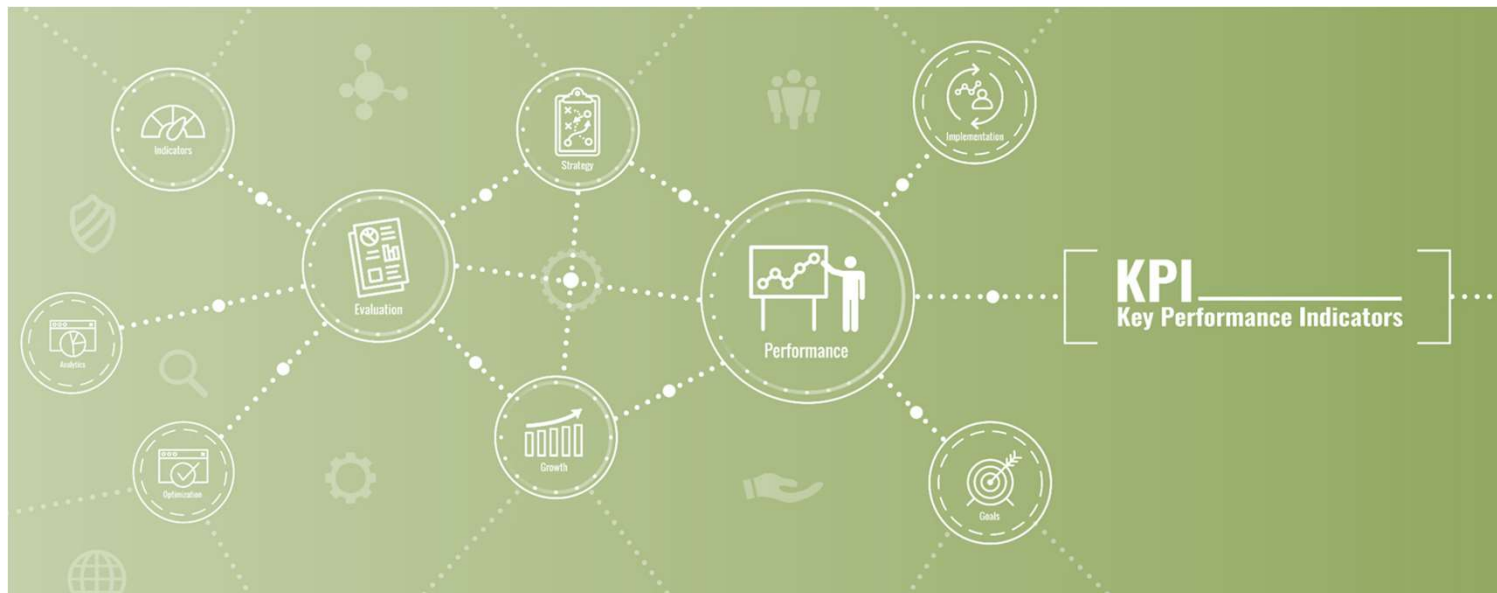 Indicators
Strategy
Implementation
Evaluation
KPI
Key Performance Indicators
Performance
Analytics
Growth
Optimization
Goals